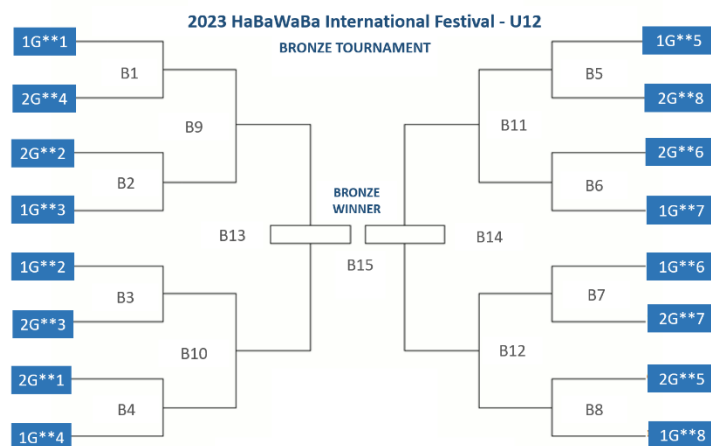 2023 HaBaWaBa International Festival - U12
BRONZE TOURNAMENT
1G**1
B1
2G**4
B9
2G**2
B2
1G**3
B13
1G**2
B3
2G**3
B10
2G**1
B4
1G**4
BRONZE
WINNER
B15
1G**5
B5
2G**8
B11
2G**6
B6
1G**7
B14
1G**6
B7
2G**7
B12
2G**5
B8
1G**8